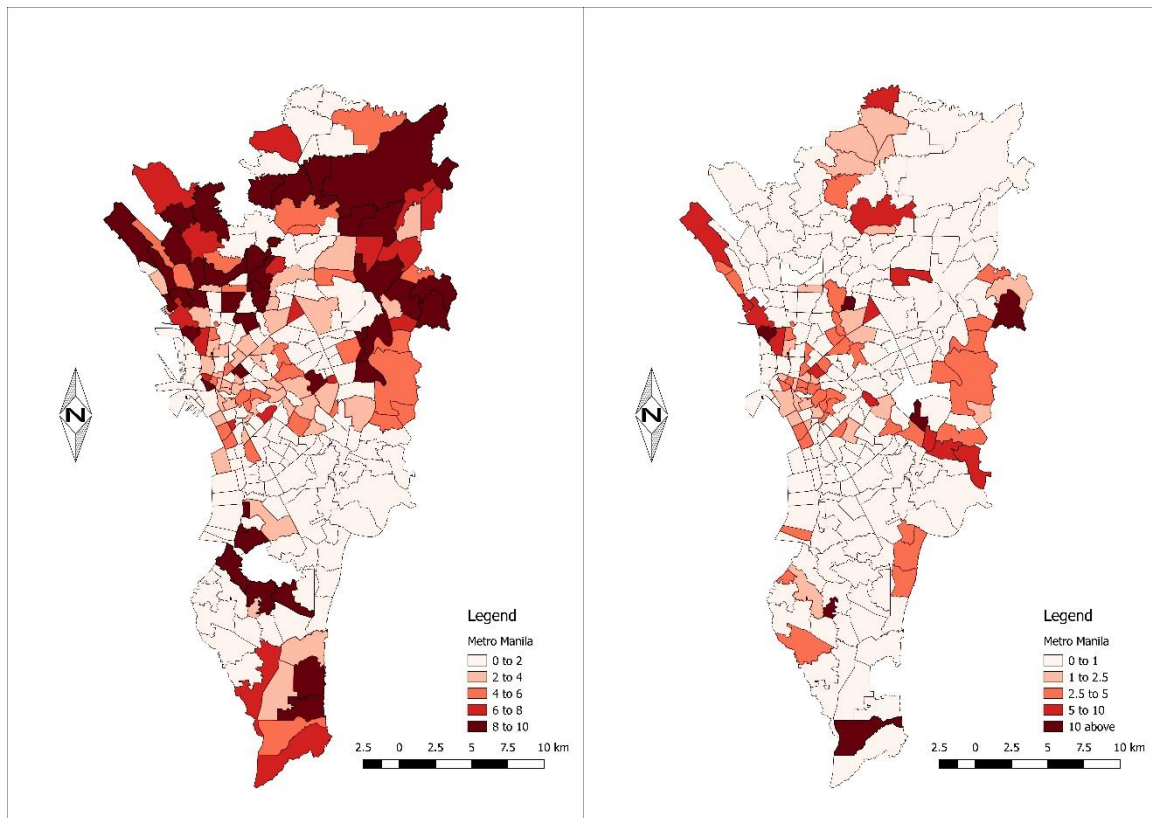 N
Legend
Metro Manila
0 to 2
2 to 4
4 to 6
6 to 8
8 to 10
2.5 0 2.5 5 7.5 10 km
N
Legend
Metro Manila
0 to 1
1 to 2.5
2.5 to 5
5 to 10
10 above
2.5 0 2.5 5 7.5 10 km